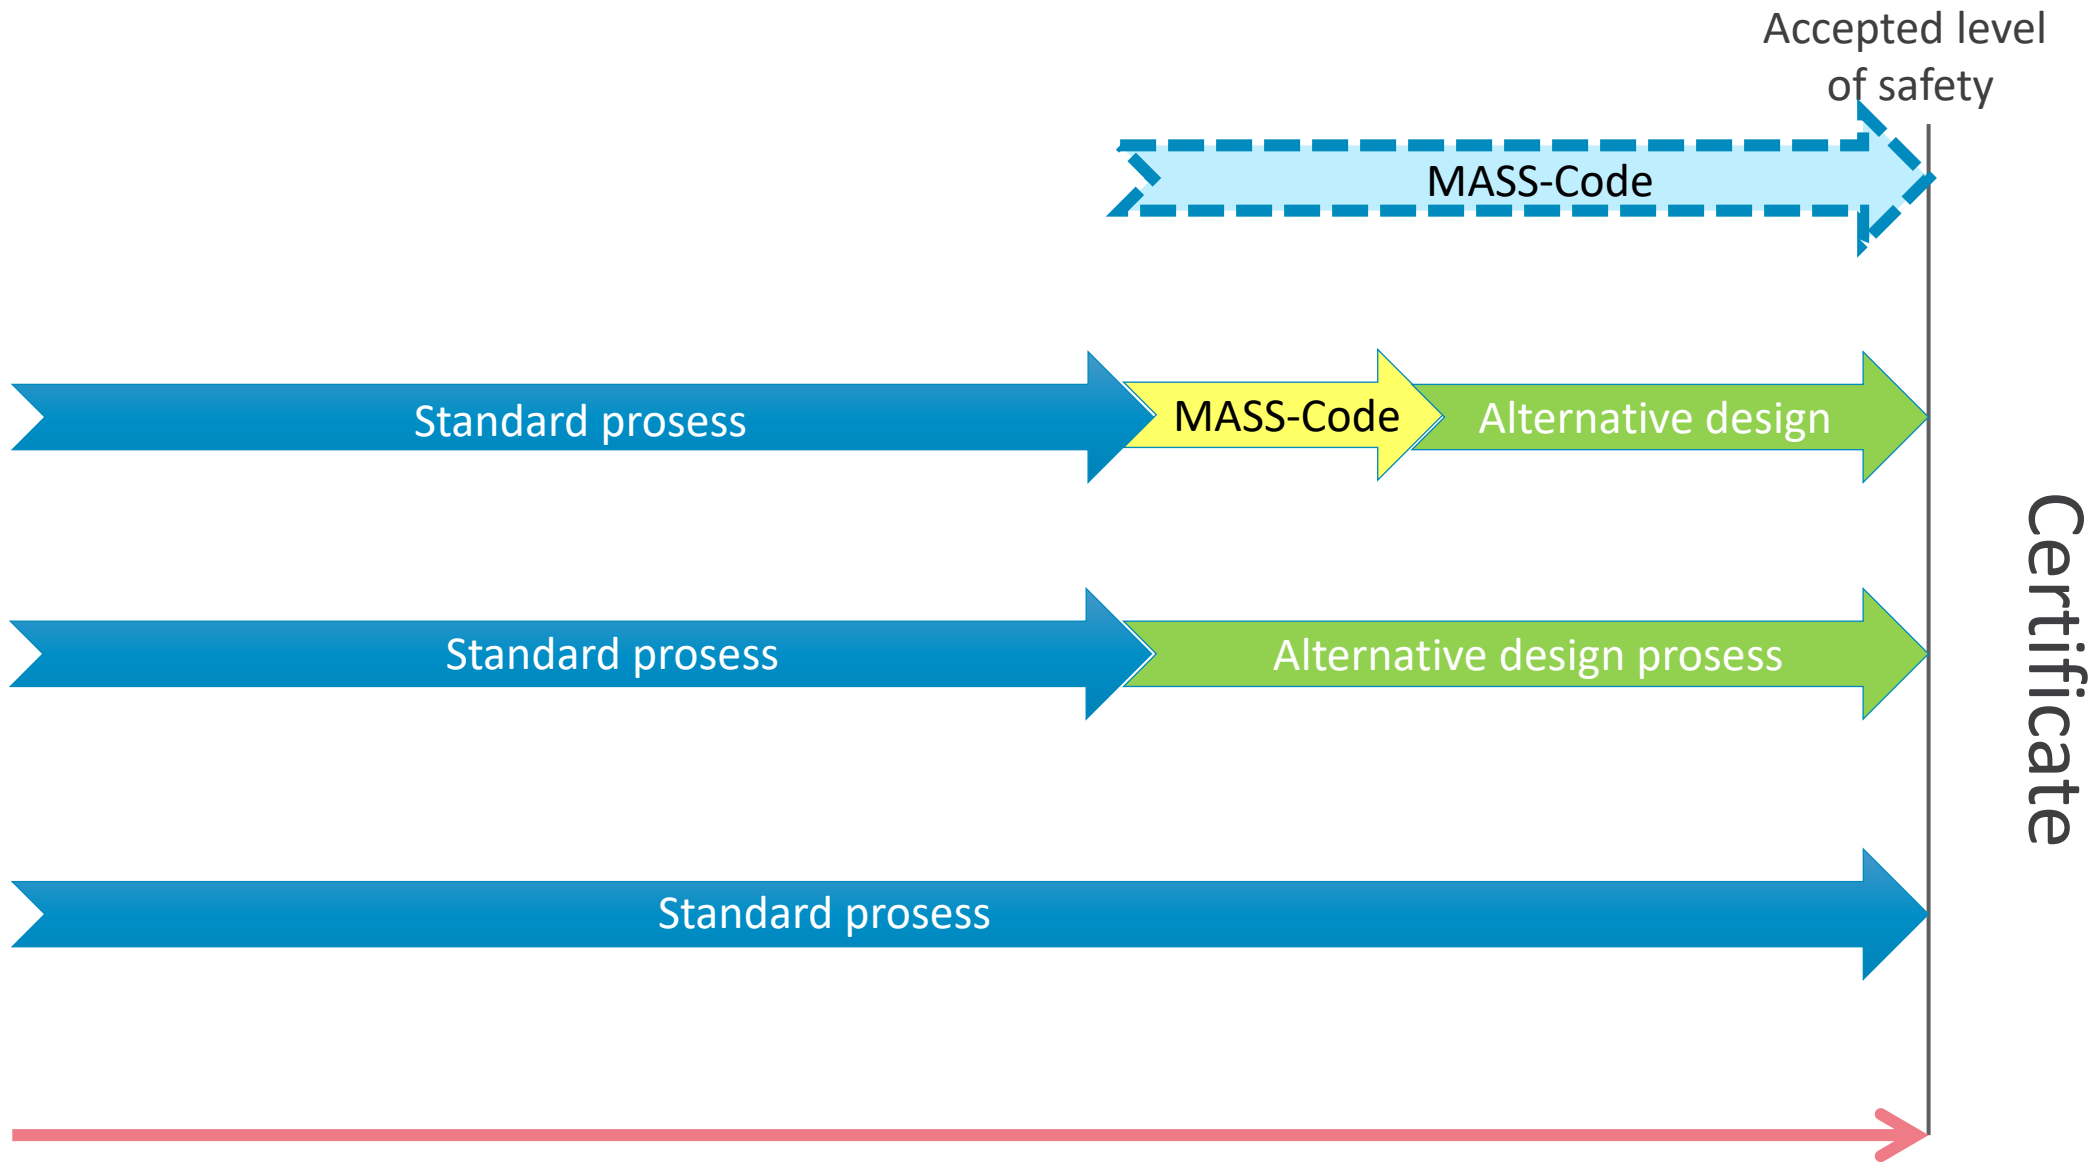 Accepted level
of safety
MASS-Code
Standard prosess
MASS-Code
Alternative design
Standard prosess
Alternative design prosess
Standard prosess
Certificate